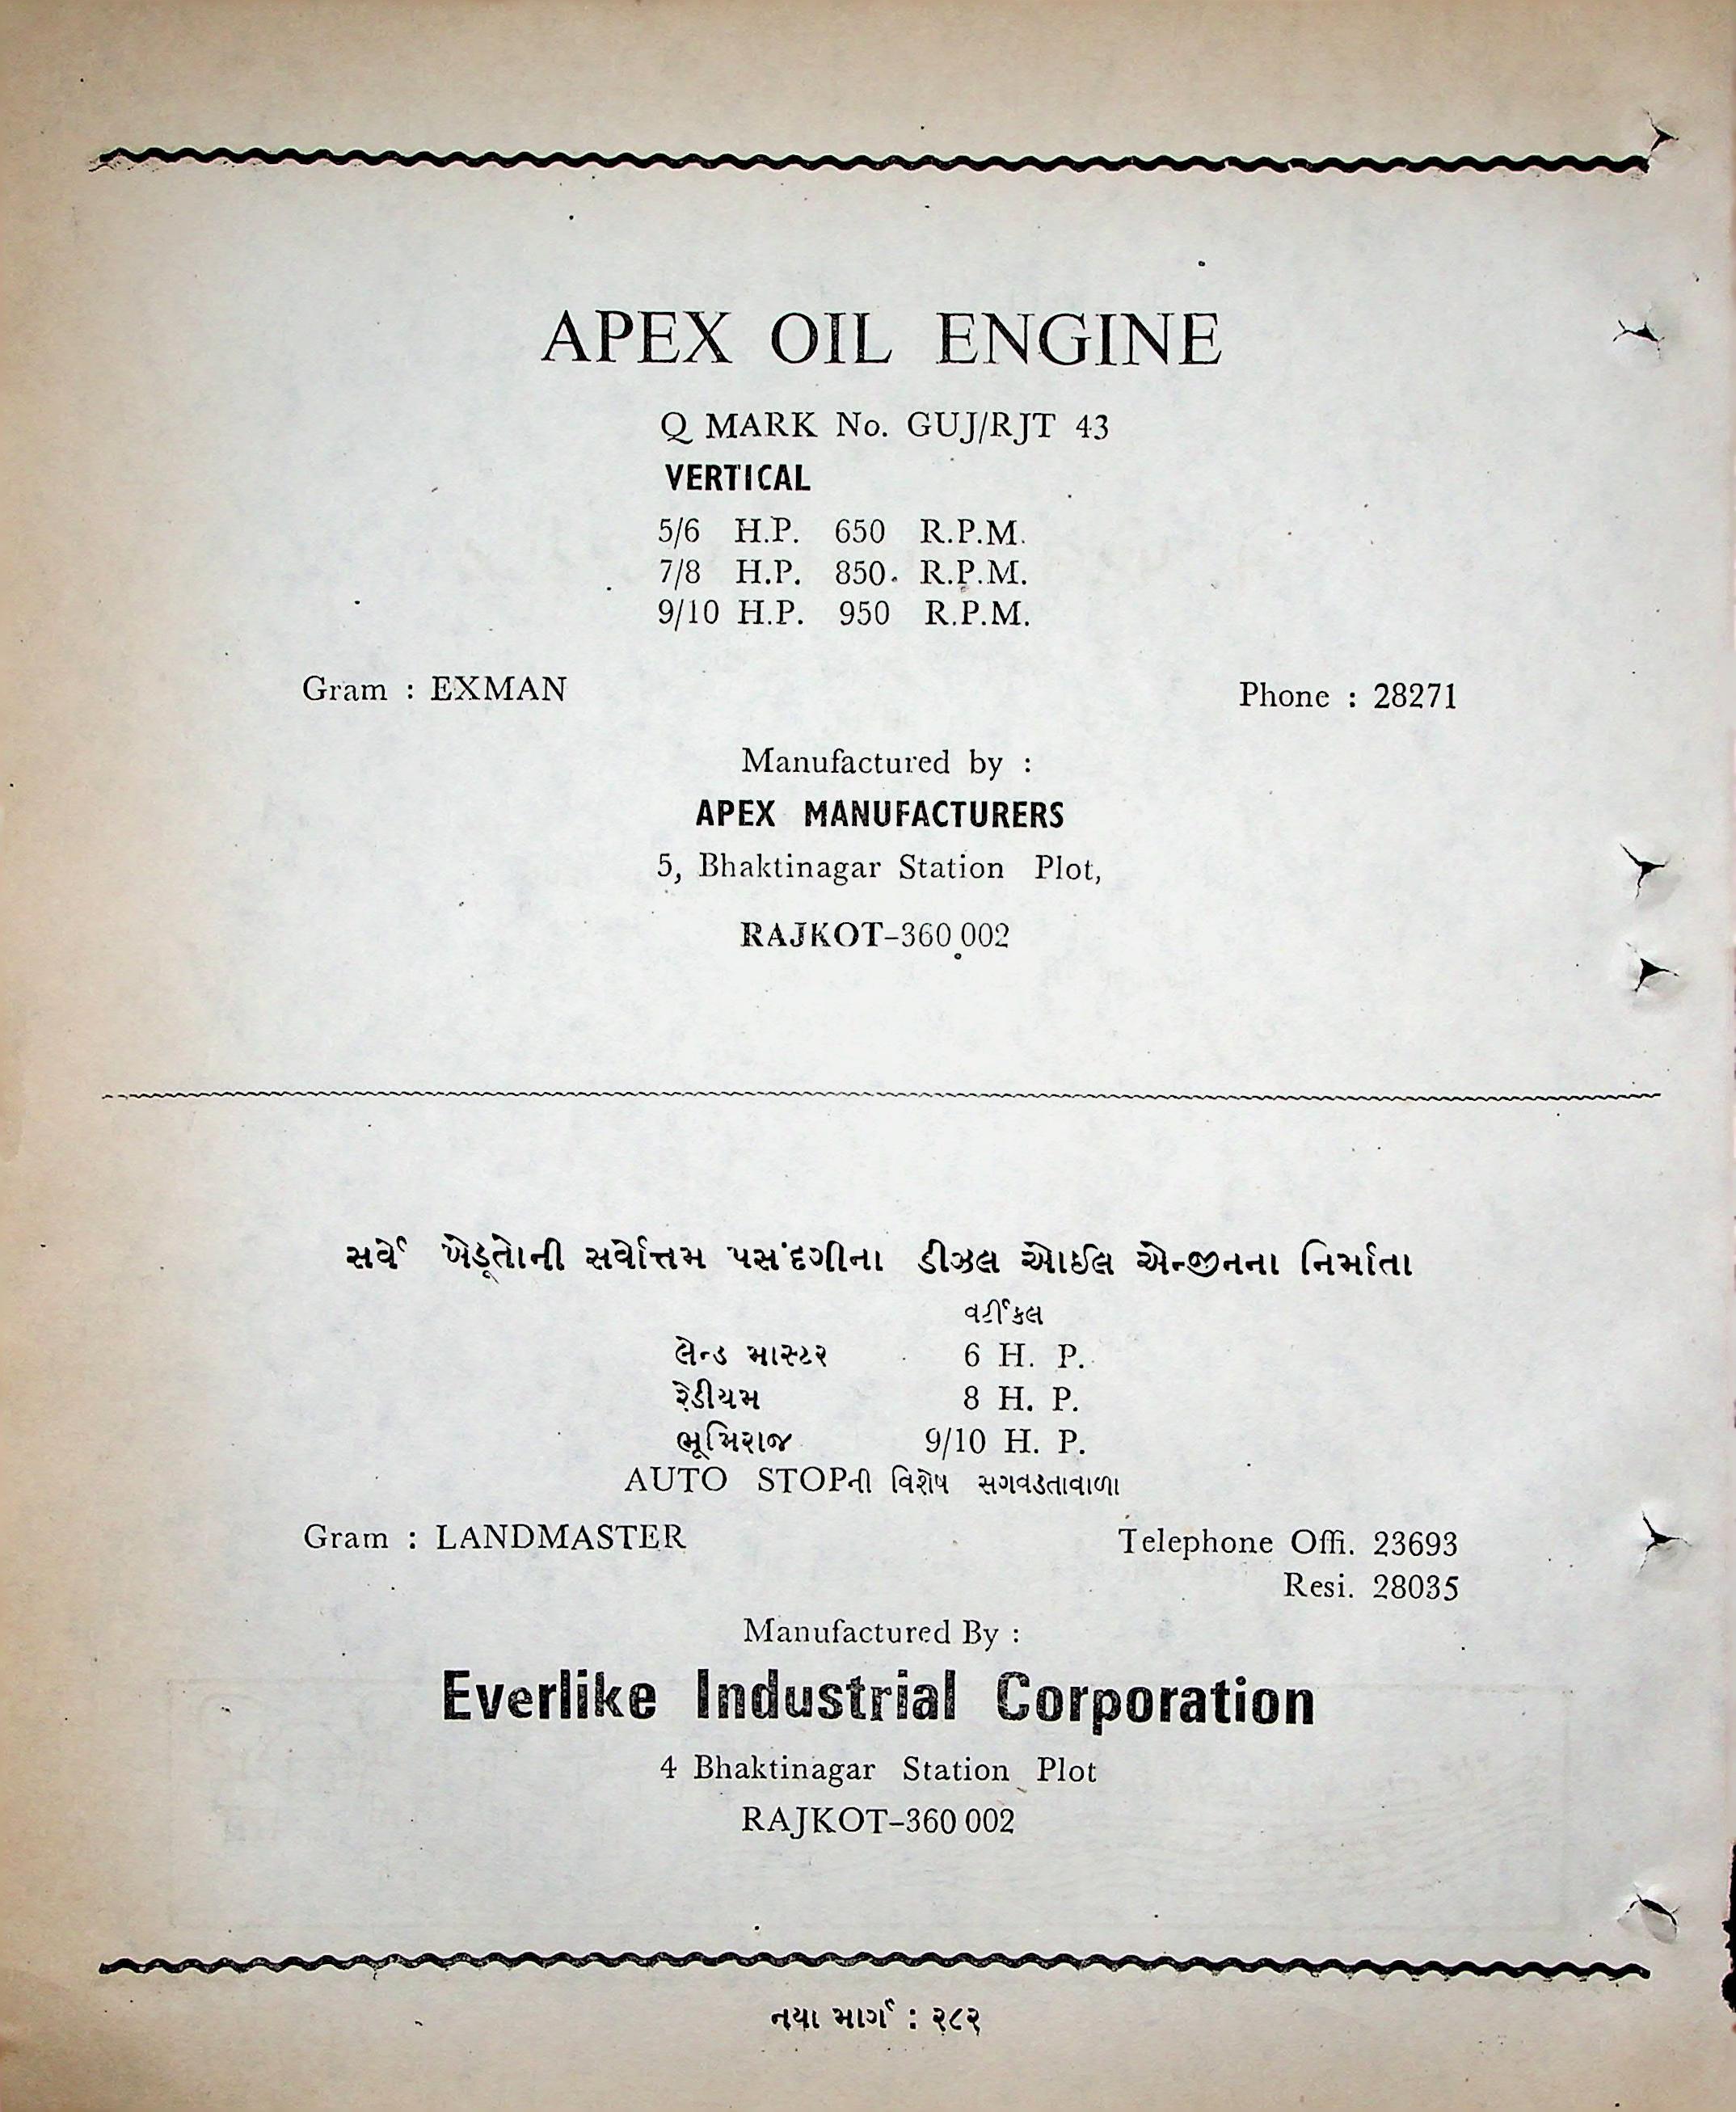 APEX OIL ENGINE
Q MARK No. GUJ/RJT 43
VERTICAL
5/6 H.P. 650 R.P.M.
7/8 H.P. 850 R.P.M.
9/10 H.P. 950 R.P.M.
Gram : EXMAN Phone : 28271
Manufactured by :
APEX MANUFACTURERS
5, Bhaktinagar Station Plot,
RAJKOT-360 002
સર્વે ખેડૂતોની સર્વોત્તમ પસંદગીના ડીઝલ ઓઈલ એન્જીનના નિર્માતા
વર્ટીકલ
લેન્ડ માસ્ટર 6 H. P.
રેડીયમ 8 H. P.
ભૂમિરાજ 9/10 H. P.
AUTO STOPની વિશેષ સગવડતાવાળા
Gram : LANDMASTER Telephone Offi. 23693
Resi. 28035
Manufactured By :
Everlike Industrial Corporation
4 Bhaktinagar Station Plot
RAJKOT-360 002
નયા માર્ગ : ૨૮૨